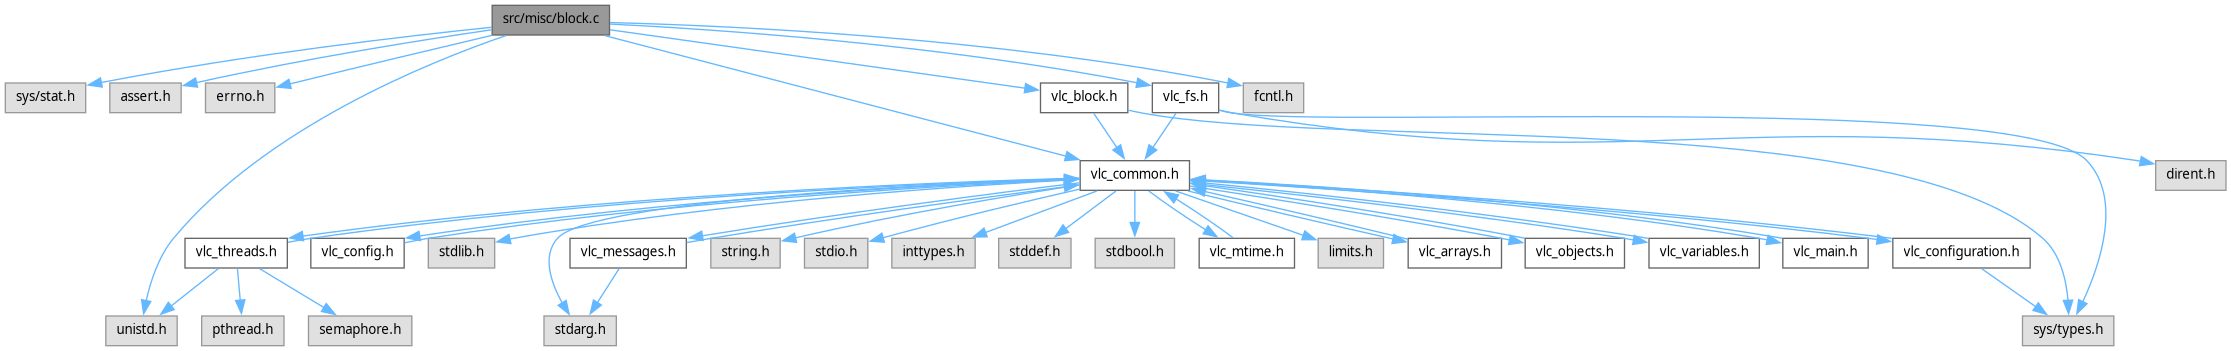 src/misc/block.c
sys/stat.h
assert.h
errno.h
vlc_block.h
vlc_fs.h
fcntl.h
vlc_common.h
dirent.h
vlc_threads.h
vlc_config.h
stdlib.h
vlc_messages.h
string.h
stdio.h
inttypes.h
stddef.h
stdbool.h
vlc_mtime.h
limits.h
vlc_arrays.h
vlc_objects.h
vlc_variables.h
vlc_main.h
vlc_configuration.h
unistd.h
pthread.h
semaphore.h
stdarg.h
sys/types.h